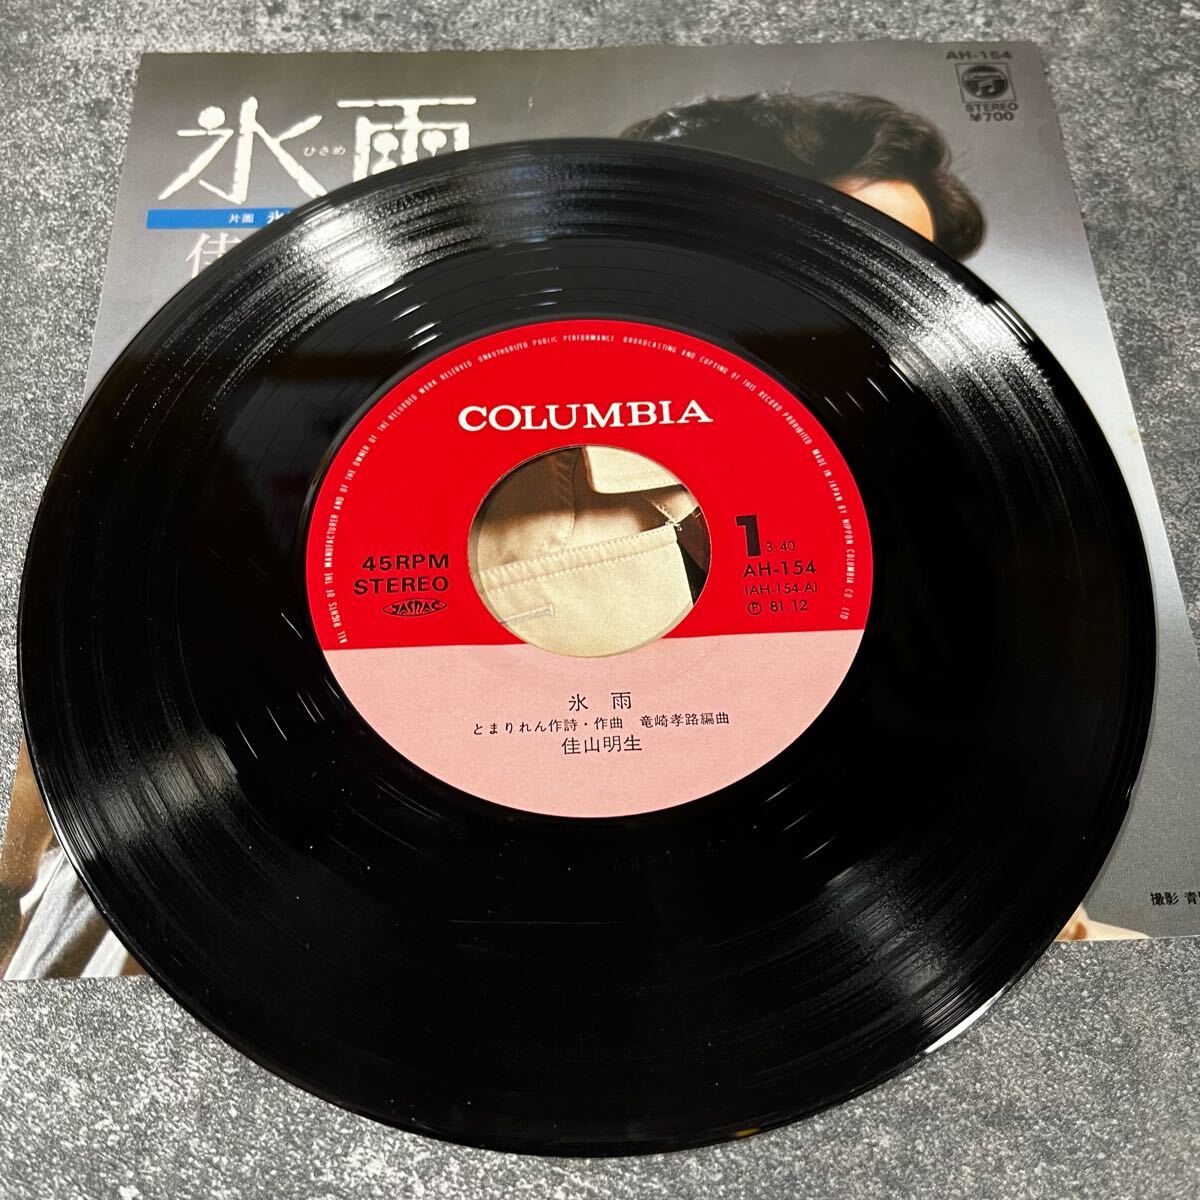 AH-154
STEREO
¥700
氷雨
ひさめ
片面 氷
佳
ALL RIGHTS OF THE MANUFACTURER AND OF THE OWNER OF THE RECORDED WORK RESERVED UNAUTHORIZED PUBLIC PERFORMANCE BROADCASTING AND COPYING OF THIS RECORD PROHIBITED MADE IN JAPAN BY NIPPON COLUMBIA CO. LTD
COLUMBIA
45RPM
STEREO
JASRAC
1
3.40
AH-154
(AH-154-A)
Ⓟ '81.12
氷 雨
とまりれん作詩・作曲 竜崎孝路編曲
佳山明生
撮影 青